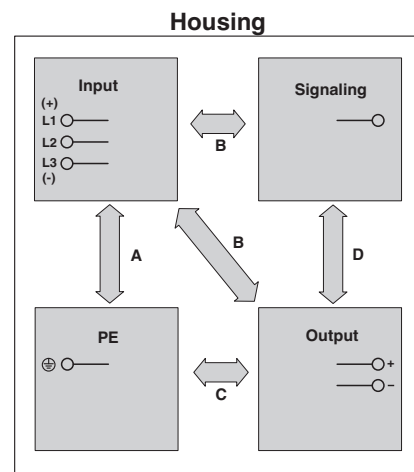 Housing
Input
(+)
L1
L2
L3
(-)
B
Signaling
A
B
D
PE
C
Output
+
−